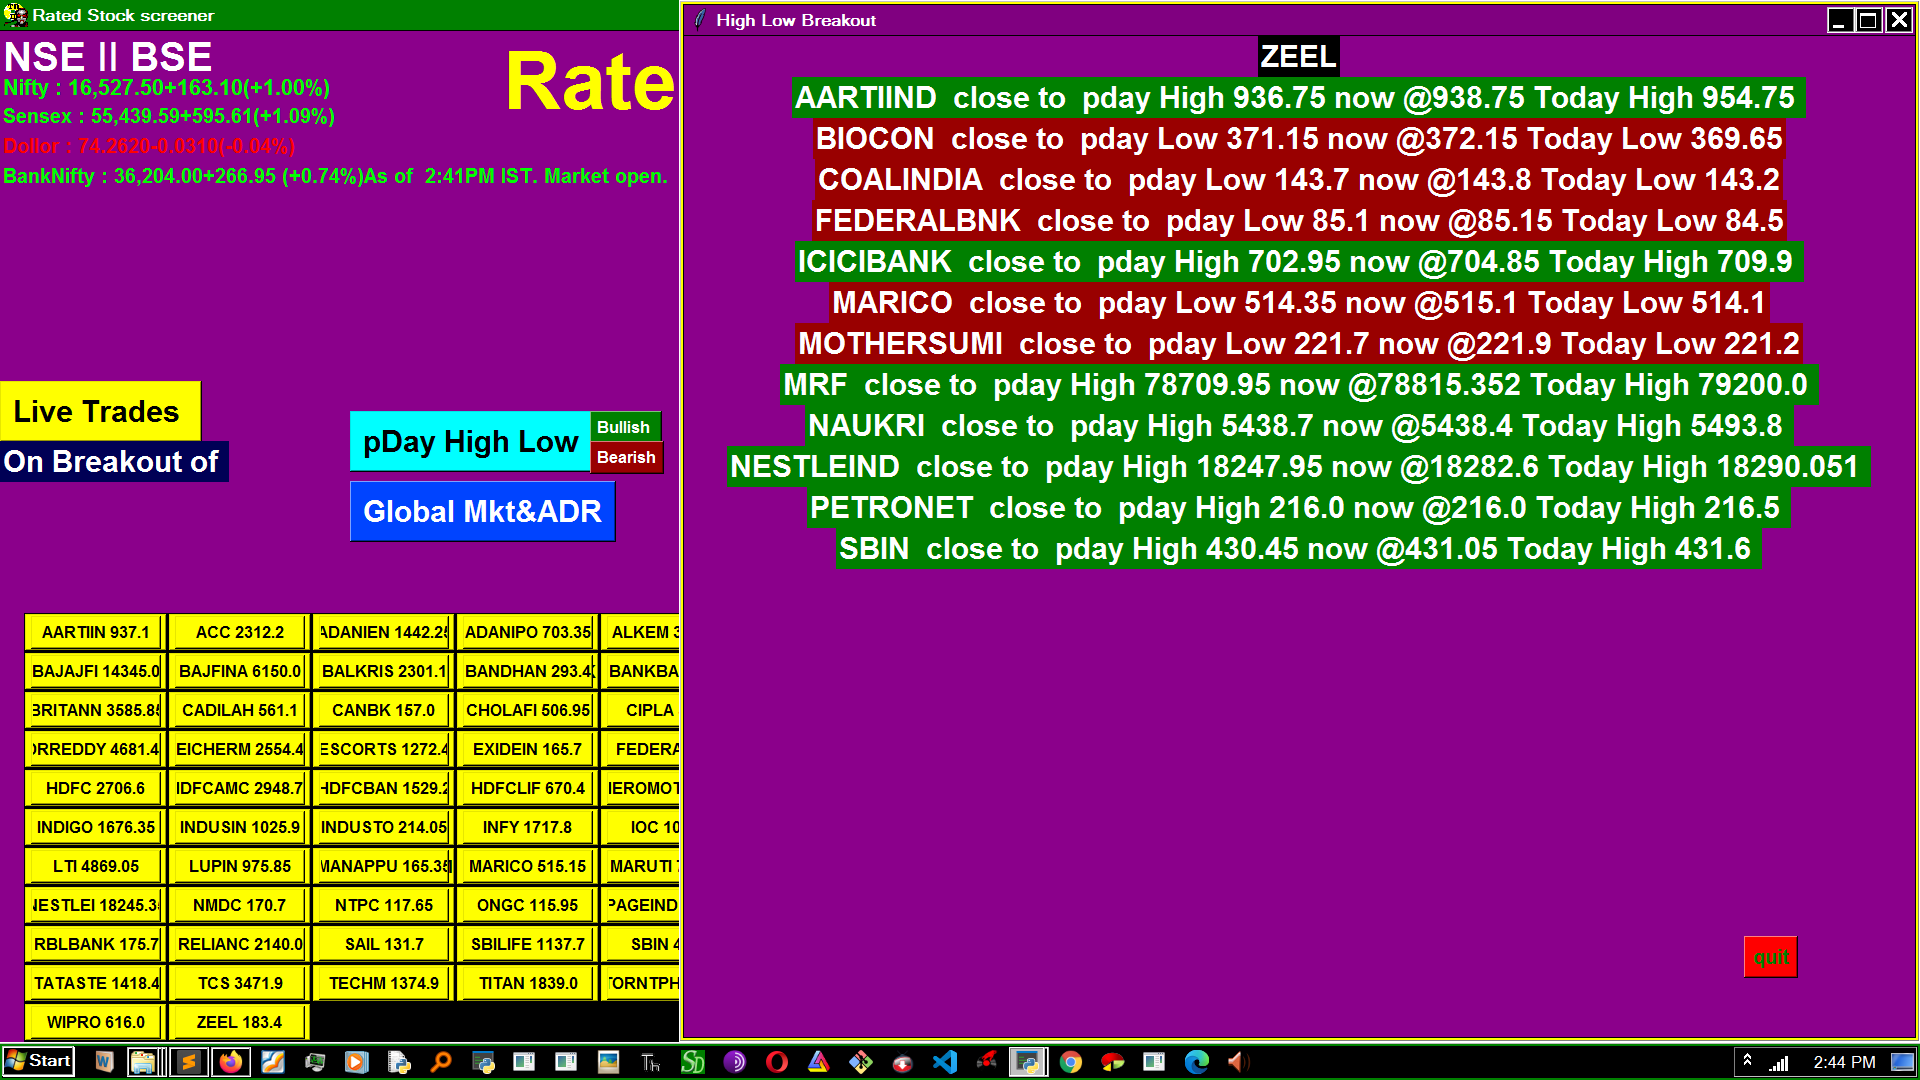 Rated Stock screener
NSE II BSE
Nifty : 16,527.50+163.10(+1.00%)
Sensex : 55,439.59+595.61(+1.09%)
Dollor : 74.2620-0.0310(-0.04%)
BankNifty : 36,204.00+266.95 (+0.74%)As of 2:41PM IST. Market open.
Rate
Live Trades
On Breakout of
pDay High Low
Bullish
Bearish
Global Mkt&ADR
AARTIIN 937.1 ACC 2312.2 ADANIEN 1442.25 ADANIPO 703.35 ALKEM
BAJAJFI 14345.0 BAJFINA 6150.0 BALKRIS 2301.1 BANDHAN 293.4 BANKBA
BRITANN 3585.85 CADILAH 561.1 CANBK 157.0 CHOLAFI 506.95 CIPLA
DRREDDY 4681.4 EICHERM 2554.4 ESCORTS 1272.4 EXIDEIN 165.7 FEDERA
HDFC 2706.6 IDFCAMC 2948.7 HDFCBAN 1529.2 HDFCLIF 670.4 HEROMOT
INDIGO 1676.35 INDUSIN 1025.9 INDUSTO 214.05 INFY 1717.8 IOC 10
LTI 4869.05 LUPIN 975.85 MANAPPU 165.35 MARICO 515.15 MARUTI
NESTLEI 18245.3 NMDC 170.7 NTPC 117.65 ONGC 115.95 PAGEIND
RBLBANK 175.7 RELIANC 2140.0 SAIL 131.7 SBILIFE 1137.7 SBIN 4
TATASTE 1418.4 TCS 3471.9 TECHM 1374.9 TITAN 1839.0 TORNTPH
WIPRO 616.0 ZEEL 183.4
High Low Breakout
ZEEL
AARTIIND close to pday High 936.75 now @938.75 Today High 954.75
BIOCON close to pday Low 371.15 now @372.15 Today Low 369.65
COALINDIA close to pday Low 143.7 now @143.8 Today Low 143.2
FEDERALBNK close to pday Low 85.1 now @85.15 Today Low 84.5
ICICIBANK close to pday High 702.95 now @704.85 Today High 709.9
MARICO close to pday Low 514.35 now @515.1 Today Low 514.1
MOTHERSUMI close to pday Low 221.7 now @221.9 Today Low 221.2
MRF close to pday High 78709.95 now @78815.352 Today High 79200.0
NAUKRI close to pday High 5438.7 now @5438.4 Today High 5493.8
NESTLEIND close to pday High 18247.95 now @18282.6 Today High 18290.051
PETRONET close to pday High 216.0 now @216.0 Today High 216.5
SBIN close to pday High 430.45 now @431.05 Today High 431.6
quit
Start
2:44 PM